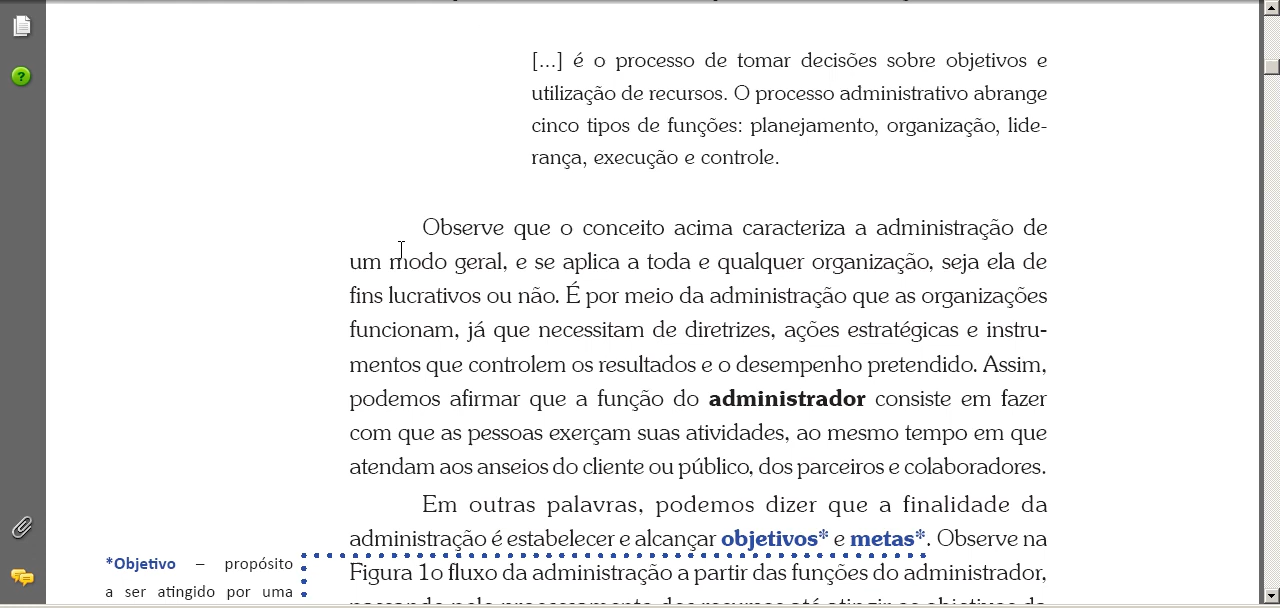 [...] é o processo de tomar decisões sobre objetivos e
utilização de recursos. O processo administrativo abrange
cinco tipos de funções: planejamento, organização, lide-
rança, execução e controle.
Observe que o conceito acima caracteriza a administração de
um modo geral, e se aplica a toda e qualquer organização, seja ela de
fins lucrativos ou não. É por meio da administração que as organizações
funcionam, já que necessitam de diretrizes, ações estratégicas e instru-
mentos que controlem os resultados e o desempenho pretendido. Assim,
podemos afirmar que a função do administrador consiste em fazer
com que as pessoas exerçam suas atividades, ao mesmo tempo em que
atendam aos anseios do cliente ou público, dos parceiros e colaboradores.
Em outras palavras, podemos dizer que a finalidade da
administração é estabelecer e alcançar objetivos* e metas*. Observe na
Figura 1o fluxo da administração a partir das funções do administrador,
*Objetivo – propósito
a ser atingido por uma